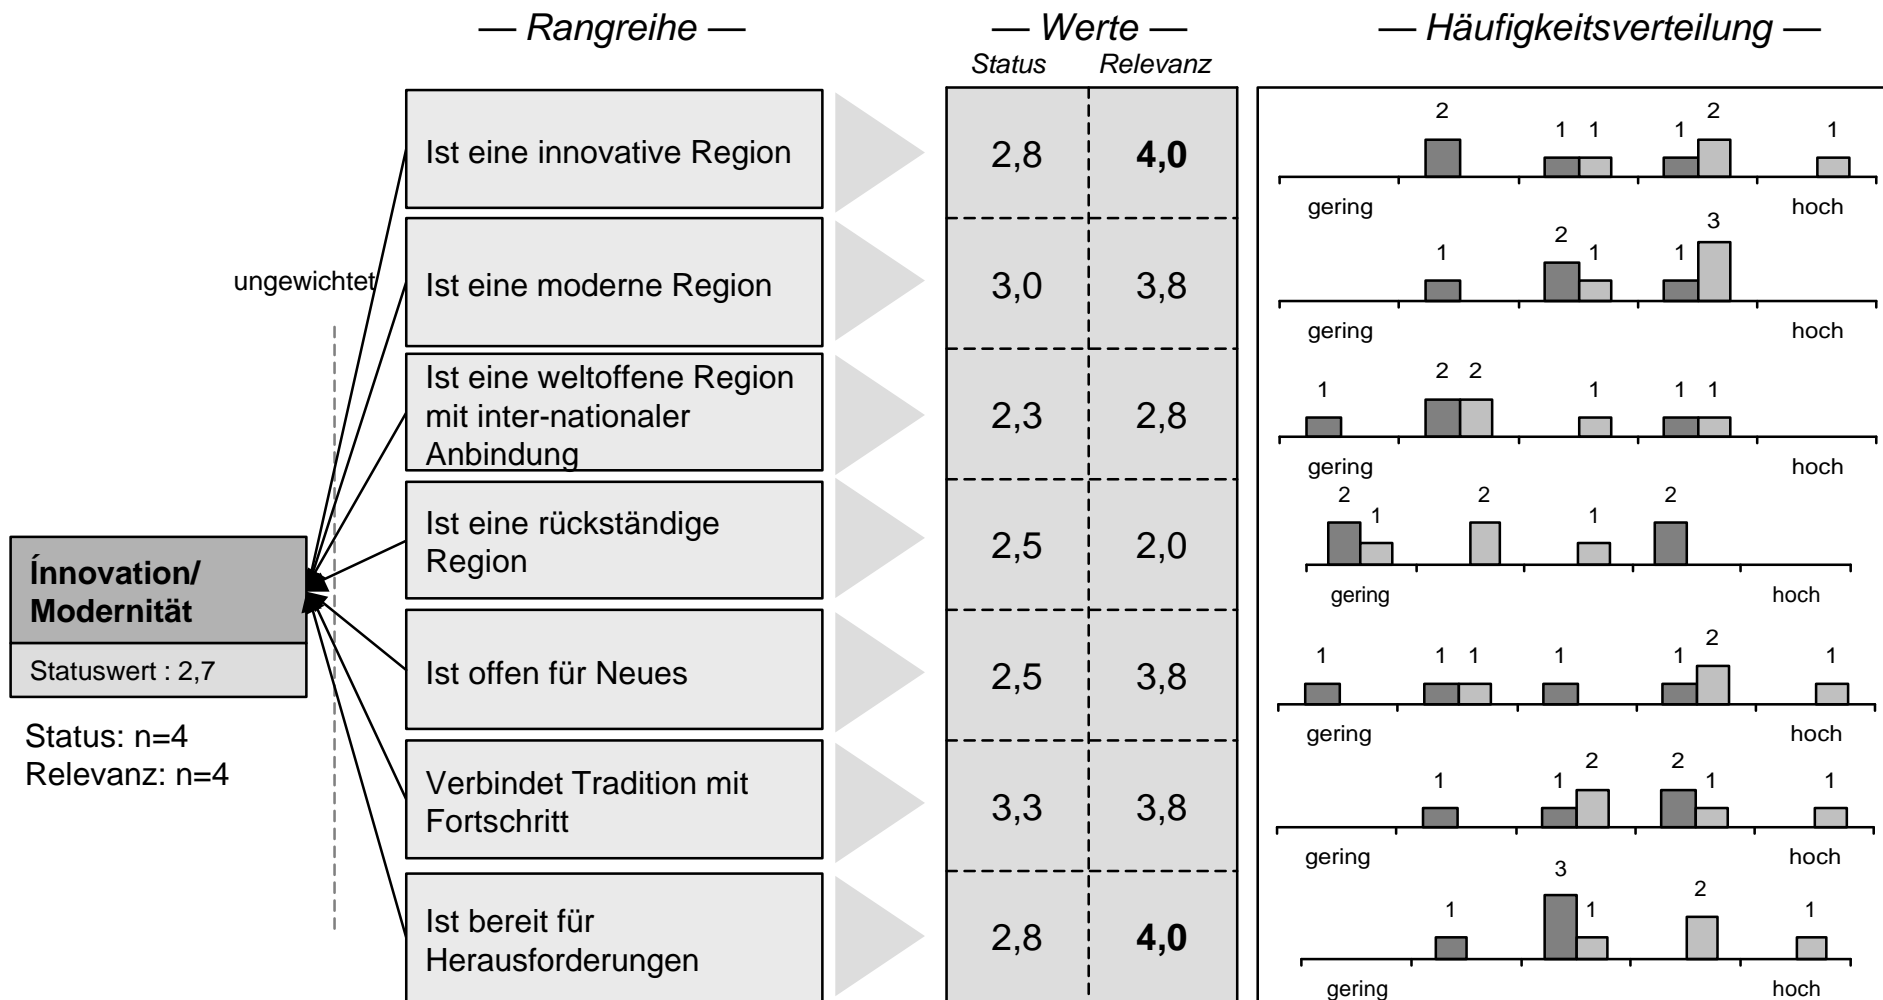 — Rangreihe — — Werte — — Häufigkeitsverteilung —
Status Relevanz
Ist eine innovative Region 2,8 4,0
2 1 1 1 2 1
gering hoch
ungewichtet
Ist eine moderne Region 3,0 3,8
1 2 1 1 3
gering hoch
Ist eine weltoffene Region
mit inter-nationaler
Anbindung
2,3 2,8
1 2 2 1 1 1
gering hoch
Ist eine rückständige
Region
2,5 2,0
2 1 2 1 2
gering hoch
Ínnovation/
Modernität
Statuswert : 2,7
Status: n=4
Relevanz: n=4
Ist offen für Neues 2,5 3,8
1 1 1 1 1 2 1
gering hoch
Verbindet Tradition mit
Fortschritt
3,3 3,8
1 1 2 2 1 1
gering hoch
Ist bereit für
Herausforderungen
2,8 4,0
1 3 1 2 1
gering hoch